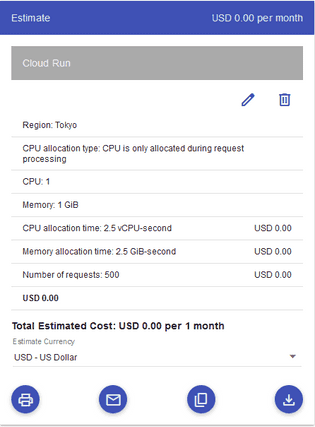 Estimate
USD 0.00 per month
Cloud Run
Region: Tokyo
CPU allocation type: CPU is only allocated during request
processing
CPU: 1
Memory: 1 GiB
CPU allocation time: 2.5 vCPU-second
USD 0.00
Memory allocation time: 2.5 GiB-second
USD 0.00
Number of requests: 500
USD 0.00
USD 0.00
Total Estimated Cost: USD 0.00 per 1 month
Estimate Currency
USD - US Dollar